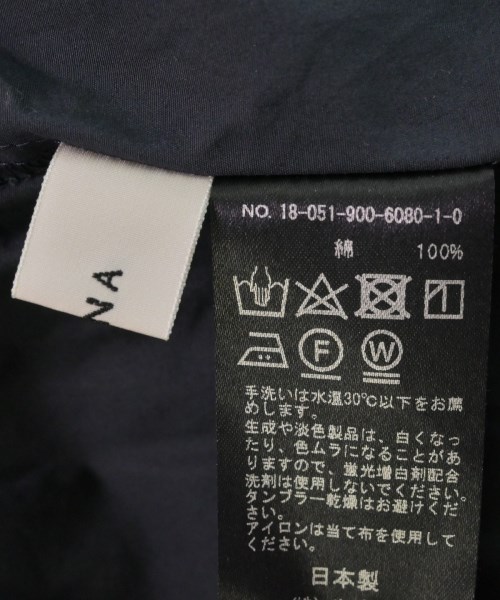 NA
NO. 18-051-900-6080-1-0
綿 100%
F
W
手洗いは水温30℃以下をお薦
めします。
生成や淡色製品は、白くなっ
たり、色ムラになることがあ
りますので、蛍光増白剤配合
洗剤は使用しないでください。
タンブラー乾燥はお避けくだ
さい。
アイロンは当て布を使用して
ください。
日本製